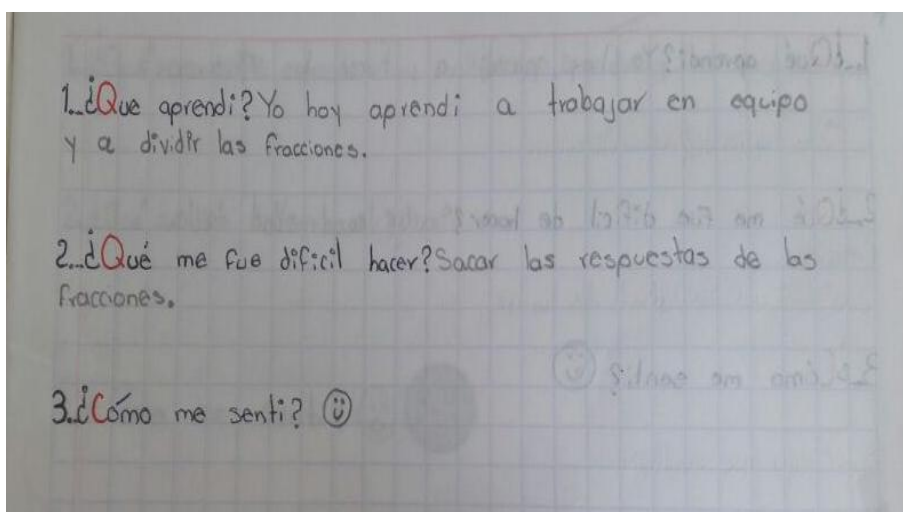 1..¿Que aprendi? Yo hoy aprendi a trabajar en equipo
y a dividir las fracciones.
2..¿Qué me fue dificil hacer? Sacar las respuestas de las
fracciones.
3.¿Cómo me senti? ☺